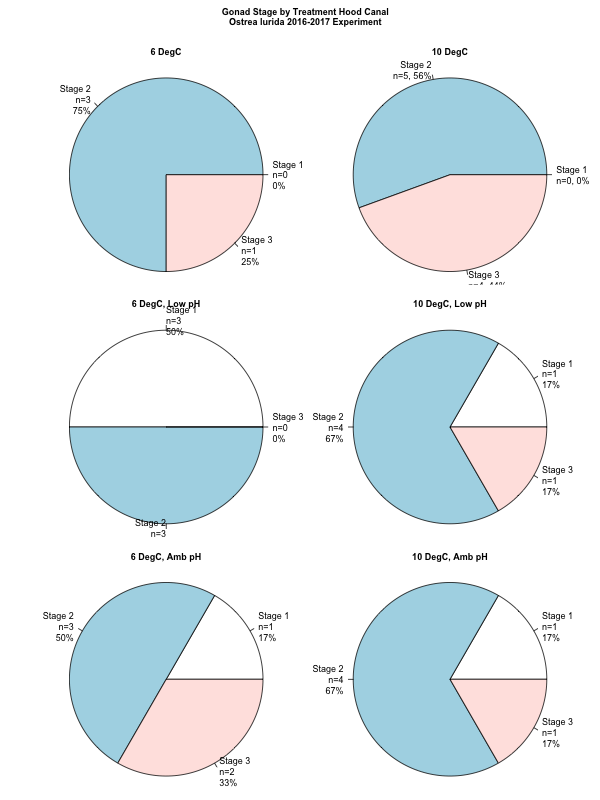 Gonad Stage by Treatment Hood Canal
Ostrea lurida 2016-2017 Experiment
6 DegC
Stage 2
n=3
75%
Stage 1
n=0
0%
Stage 3
n=1
25%
10 DegC
Stage 2
n=5, 56%
Stage 1
n=0, 0%
Stage 3
n=4, 44%
6 DegC, Low pH
Stage 1
n=3
50%
Stage 3
n=0
0%
Stage 2
n=3
10 DegC, Low pH
Stage 1
n=1
17%
Stage 2
n=4
67%
Stage 3
n=1
17%
6 DegC, Amb pH
Stage 2
n=3
50%
Stage 1
n=1
17%
Stage 3
n=2
33%
10 DegC, Amb pH
Stage 1
n=1
17%
Stage 2
n=4
67%
Stage 3
n=1
17%